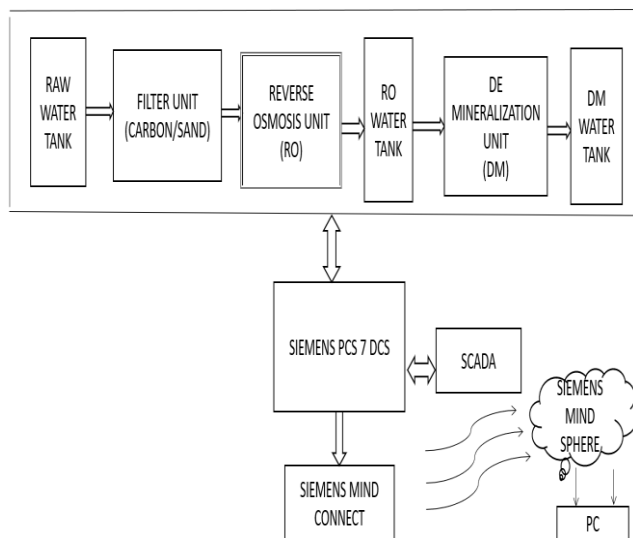 RAW
WATER
TANK
FILTER UNIT
(CARBON/SAND)
REVERSE
OSMOSIS UNIT
(RO)
RO
WATER
TANK
DE
MINERALIZATION
UNIT
(DM)
DM
WATER
TANK
SIEMENS PCS 7 DCS
SCADA
SIEMENS
MIND
SPHERE
SIEMENS MIND
CONNECT
PC